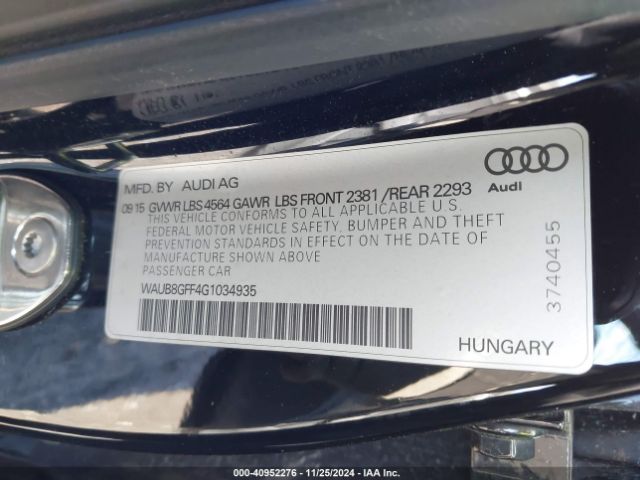 MFD. BY AUDI AG
Audi
09 15 GVWR LBS 4564 GAWR LBS FRONT 2381 /REAR 2293
THIS VEHICLE CONFORMS TO ALL APPLICABLE U.S.
FEDERAL MOTOR VEHICLE SAFETY, BUMPER AND THEFT
PREVENTION STANDARDS IN EFFECT ON THE DATE OF
MANUFACTURE SHOWN ABOVE
PASSENGER CAR
WAUB8GFF4G1034935
3740455
HUNGARY
000-40952276 - 11/25/2024 - IAA Inc.